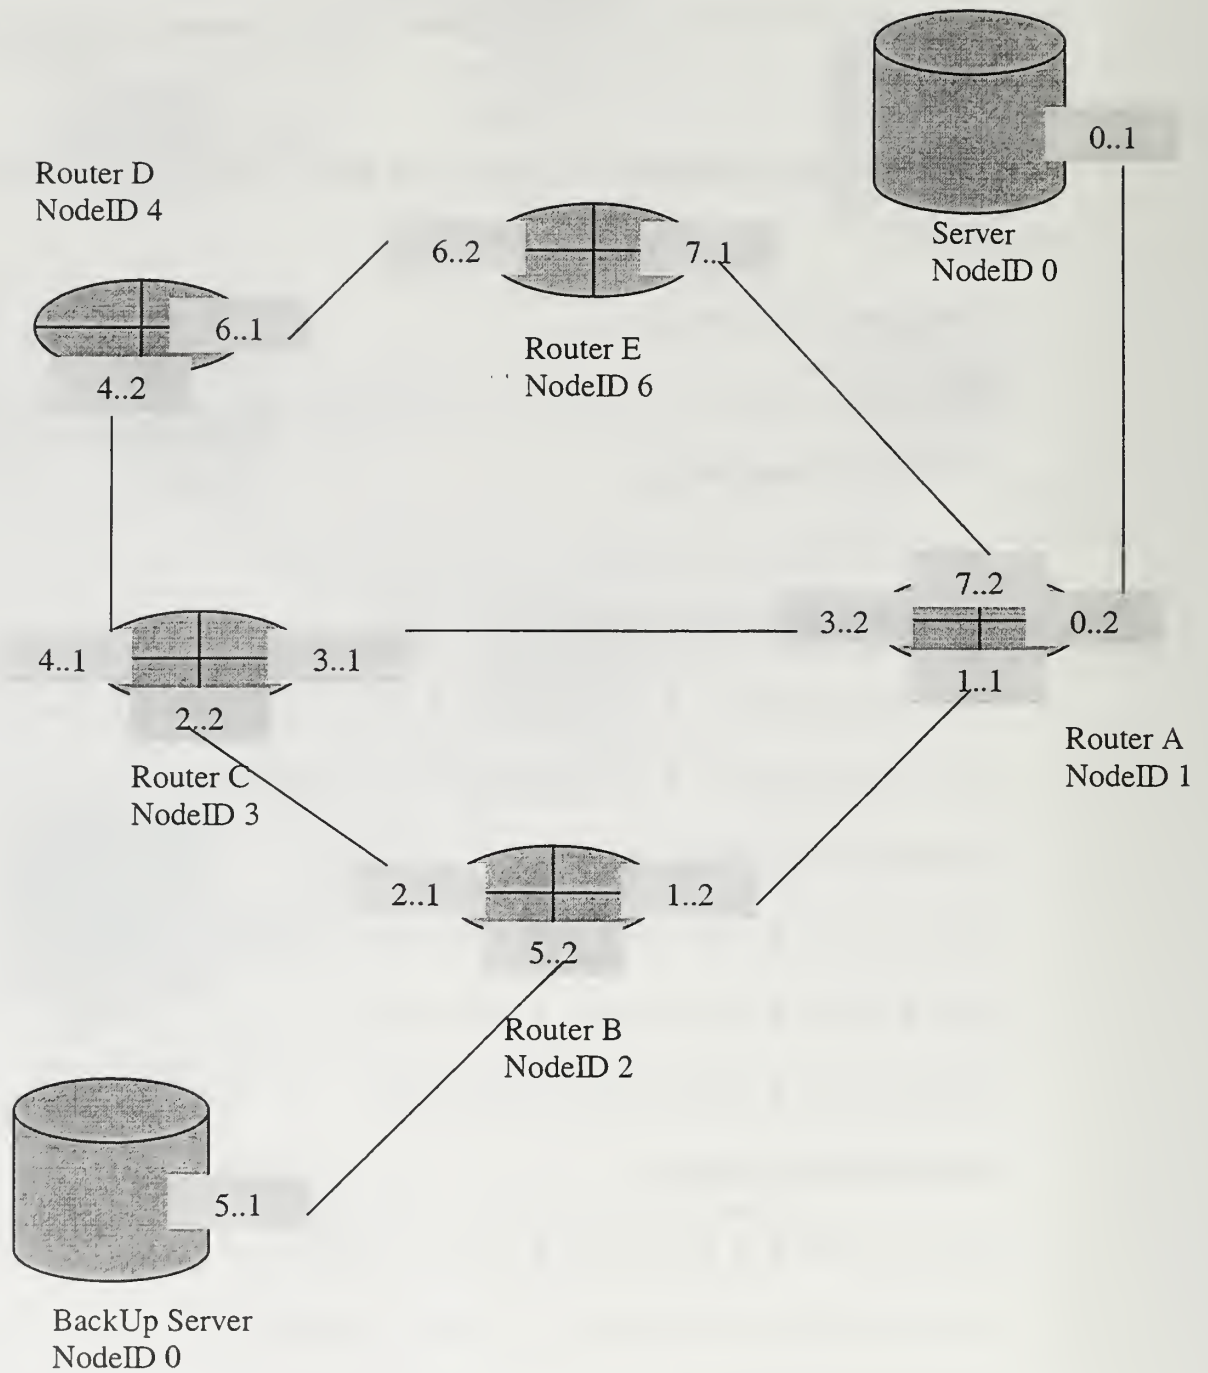 0..1
Router D
NodeID 4
Server
NodeID 0
6..2
7..1
6..1
Router E
NodeID 6
4..2
7..2
3..2
0..2
4..1
3..1
1..1
2..2
Router A
NodeID 1
Router C
NodeID 3
2..1
1..2
5..2
Router B
NodeID 2
5..1
BackUp Server
NodeID 0